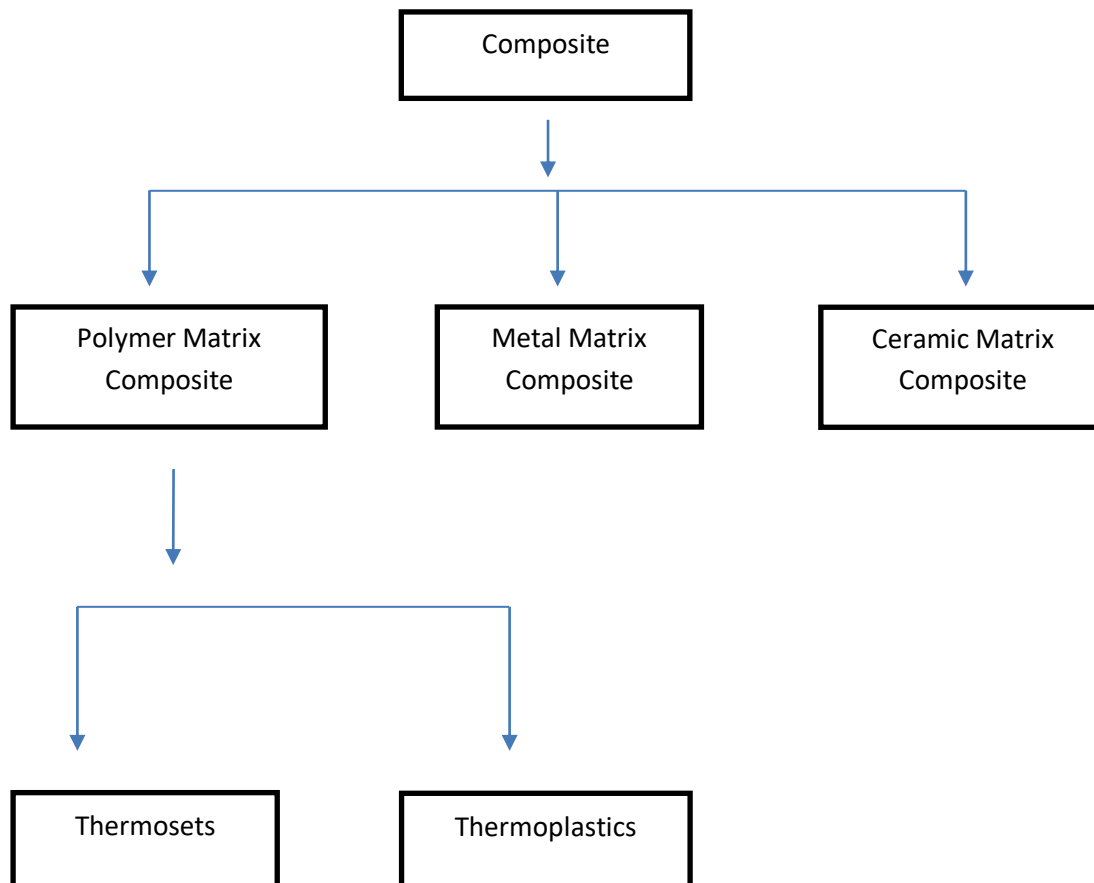 Composite
Polymer Matrix
Composite
Metal Matrix
Composite
Ceramic Matrix
Composite
Thermosets
Thermoplastics